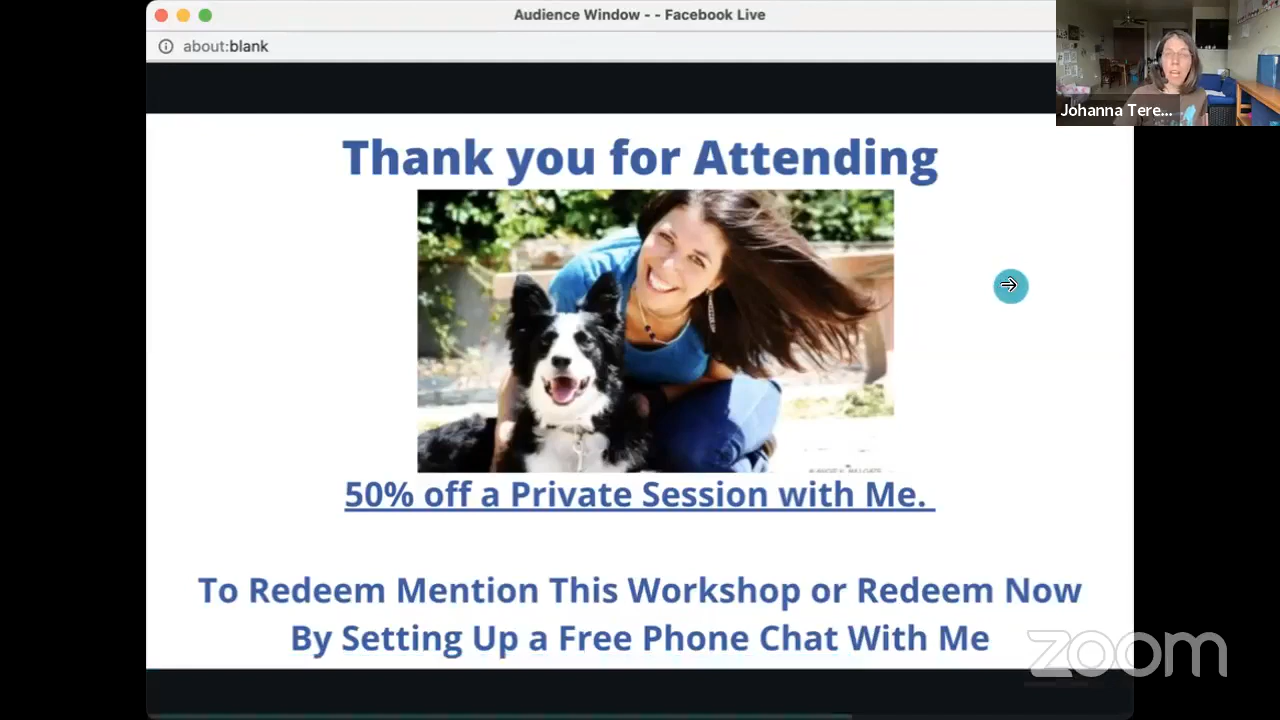 Audience Window - - Facebook Live
about:blank
Johanna Tere...
Thank you for Attending
50% off a Private Session with Me.
To Redeem Mention This Workshop or Redeem Now
By Setting Up a Free Phone Chat With Me
zoom